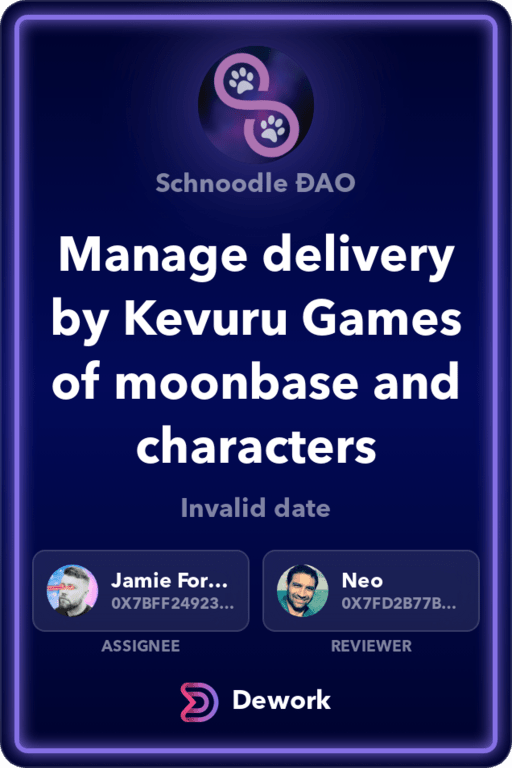 Schnoodle ÐAO
Manage delivery
by Kevuru Games
of moonbase and
characters
Invalid date
Jamie For...
0X7BFF24923...
Neo
0X7FD2B77B...
ASSIGNEE
REVIEWER
Dework